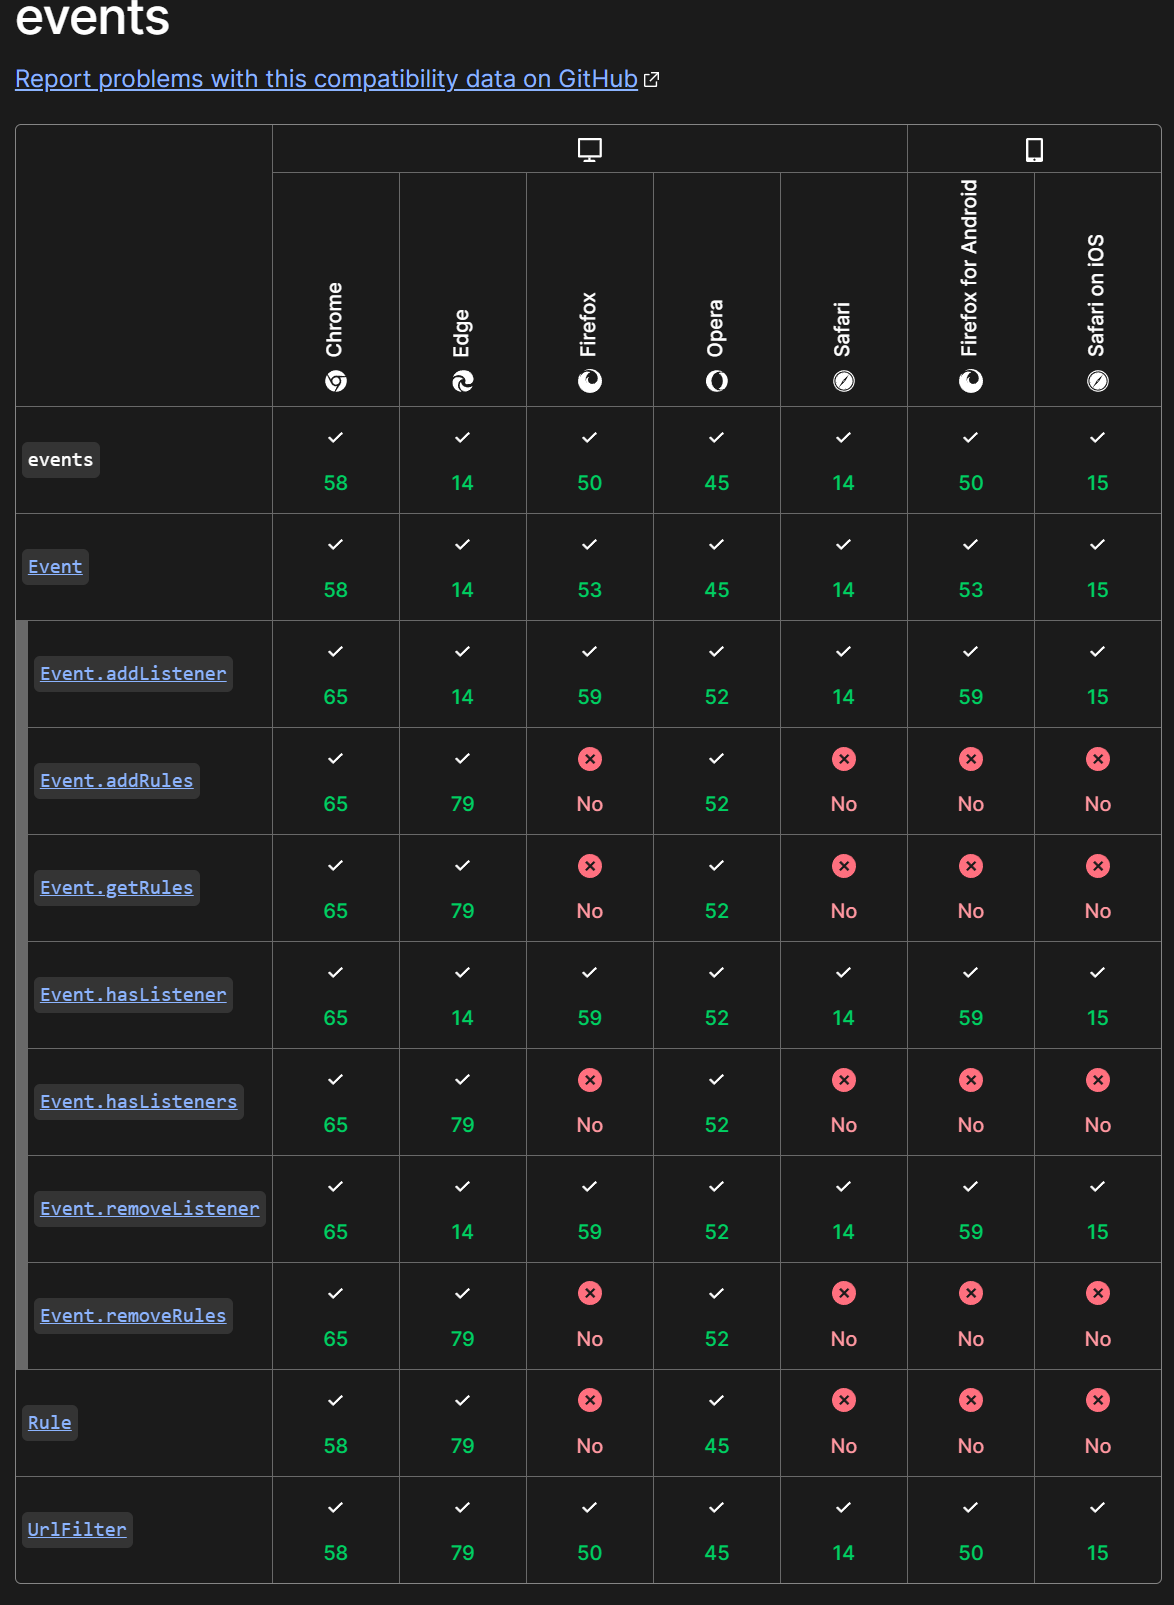 events
Report problems with this compatibility data on GitHub
Chrome
Edge
Firefox
Opera
Safari
Firefox for Android
Safari on iOS
events
58 14 50 45 14 50 15
Event
58 14 53 45 14 53 15
Event.addListener
65 14 59 52 14 59 15
Event.addRules
65 79 No 52 No No No
Event.getRules
65 79 No 52 No No No
Event.hasListener
65 14 59 52 14 59 15
Event.hasListeners
65 79 No 52 No No No
Event.removeListener
65 14 59 52 14 59 15
Event.removeRules
65 79 No 52 No No No
Rule
58 79 No 45 No No No
UrlFilter
58 79 50 45 14 50 15